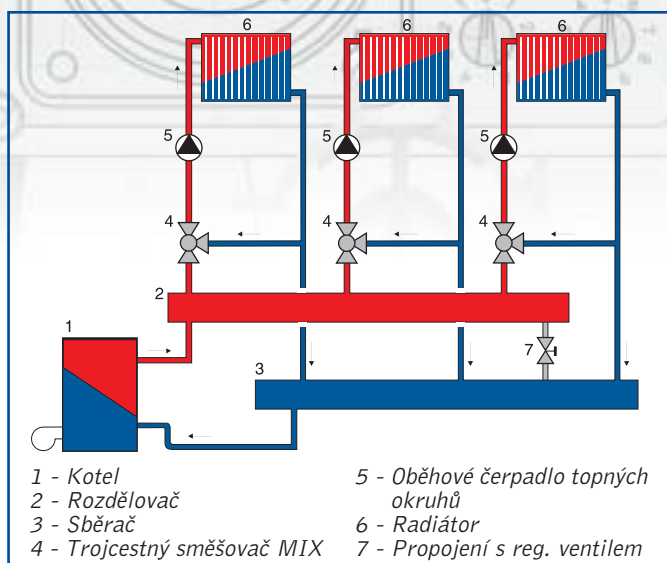 6 6 6
5 5 5
4 4 4
2
1
7
3
1 - Kotel
2 - Rozdělovač
3 - Sběrač
4 - Trojcestný směšovač MIX
5 - Oběhové čerpadlo topných
okruhů
6 - Radiátor
7 - Propojení s reg. ventilem